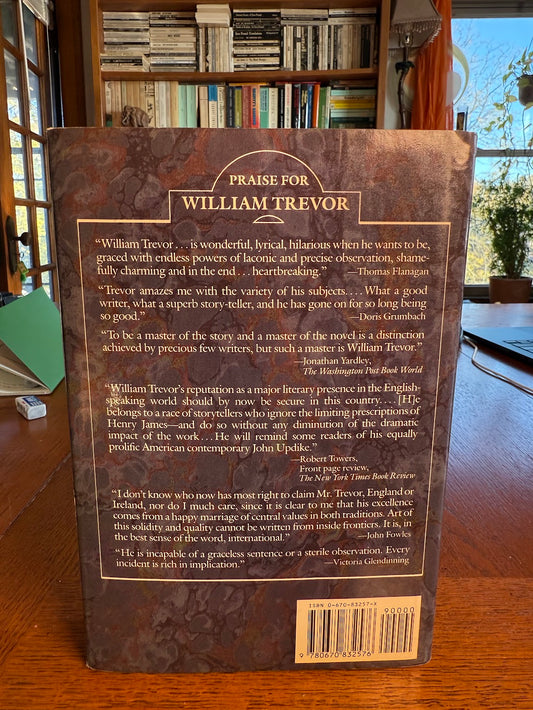 PRAISE FOR
WILLIAM TREVOR
“William Trevor . . . is wonderful, lyrical, hilarious when he wants to be,
graced with endless powers of laconic and precise observation, shame-
fully charming and in the end . . . heartbreaking.” —Thomas Flanagan
“Trevor amazes me with the variety of his subjects. . . . What a good
writer, what a superb story-teller, and he has gone on for so long being
so good.” —Doris Grumbach
“To be a master of the story and a master of the novel is a distinction
achieved by precious few writers, but such a master is William Trevor.”
—Jonathan Yardley,
The Washington Post Book World
“William Trevor’s reputation as a major literary presence in the English-
speaking world should by now be secure in this country. . . . [H]e
belongs to a race of storytellers who ignore the limiting prescriptions of
Henry James—and do so without any diminution of the dramatic
impact of the work . . . He will remind some readers of his equally
prolific American contemporary John Updike.”
—Robert Towers,
Front page review,
The New York Times Book Review
“I don’t know who now has most right to claim Mr. Trevor, England or
Ireland, nor do I much care, since it is clear to me that his excellence
comes from a happy marriage of central values in both traditions. Art of
this solidity and quality cannot be written from inside frontiers. It is, in
the best sense of the word, international.” —John Fowles
“He is incapable of a graceless sentence or a sterile observation. Every
incident is rich in implication.” —Victoria Glendinning
ISBN 0-670-83257-X
90000
9 780670 832576